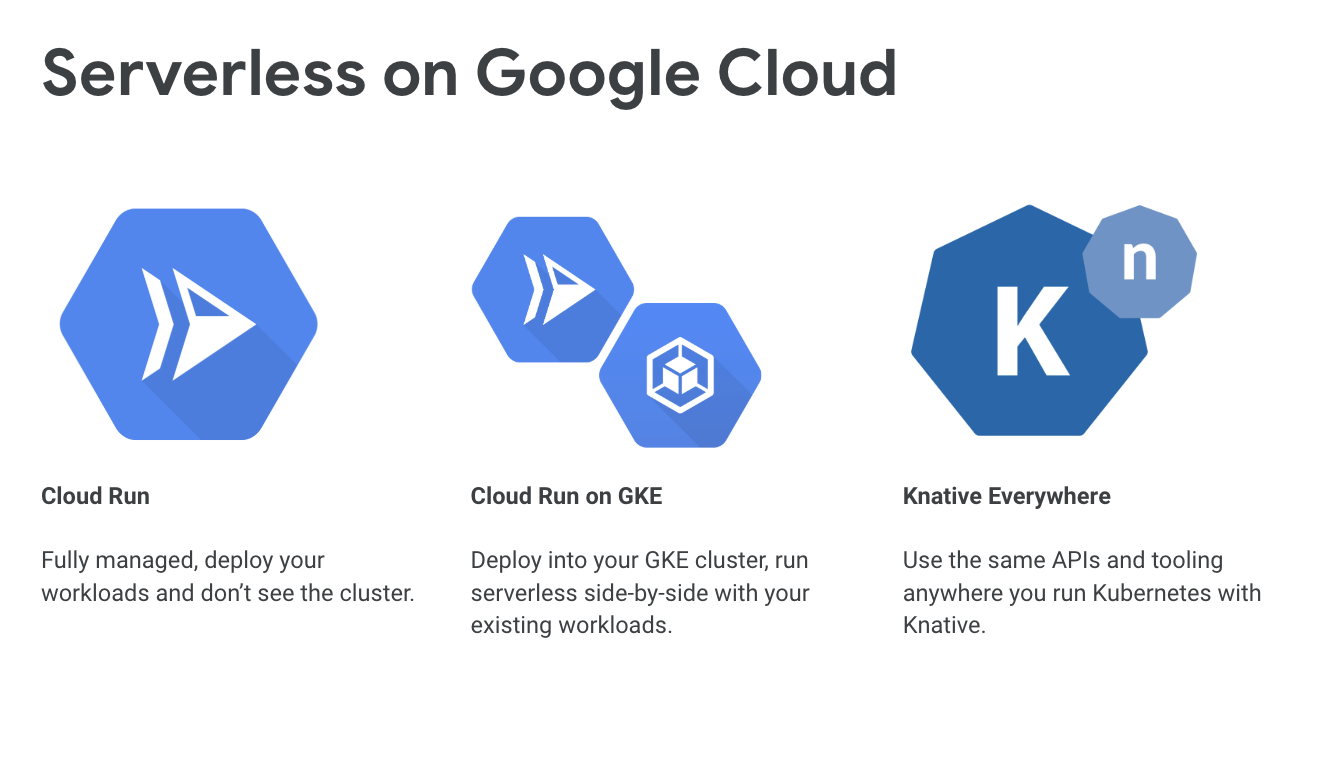 Serverless on Google Cloud
K
n
Cloud Run
Fully managed, deploy your
workloads and don’t see the cluster.
Cloud Run on GKE
Deploy into your GKE cluster, run
serverless side-by-side with your
existing workloads.
Knative Everywhere
Use the same APIs and tooling
anywhere you run Kubernetes with
Knative.